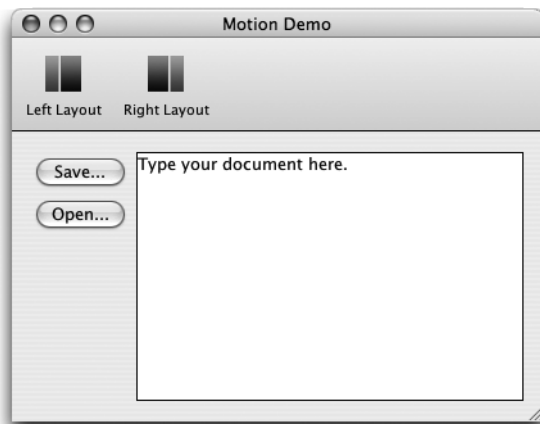 Motion Demo
Left Layout Right Layout
Save...
Type your document here.
Open...